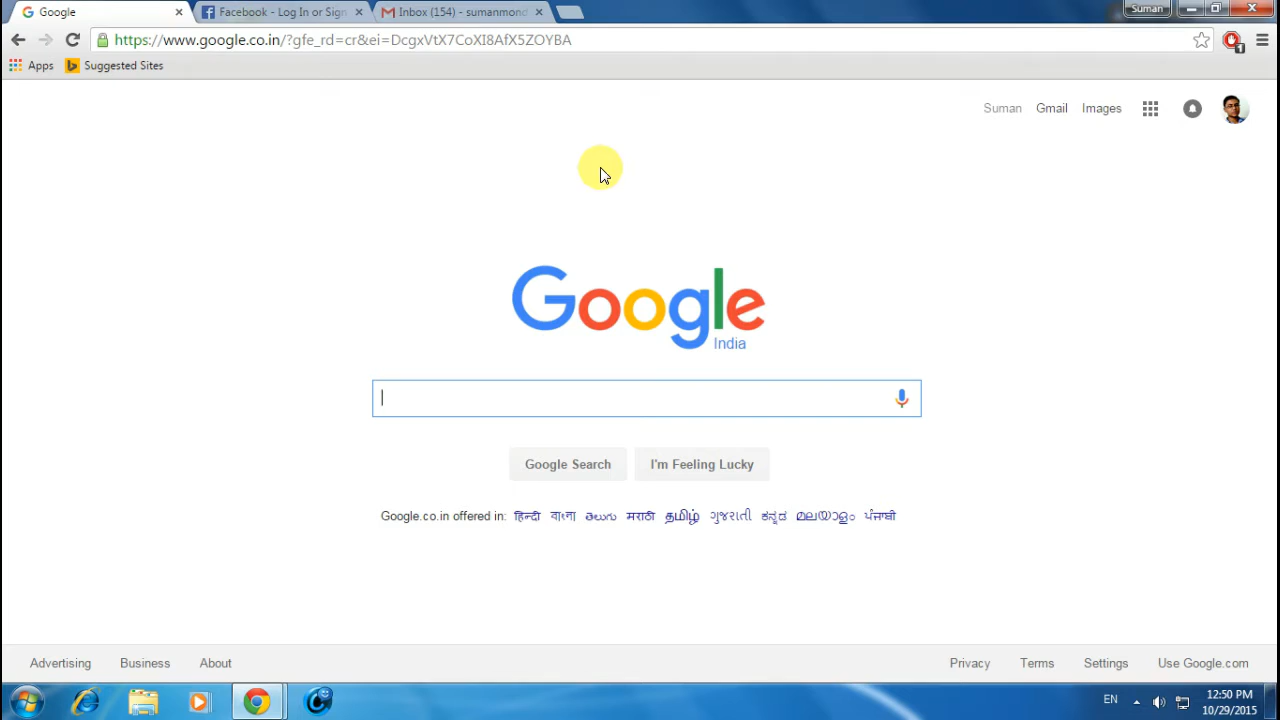 Google
Facebook - Log In or Sign
Inbox (154) - sumanmond
Suman
https://www.google.co.in/?gfe_rd=cr&ei=DcgxVtX7CoXI8AfX5ZOYBA
1
Apps Suggested Sites
Suman Gmail Images
Google
India
Google Search I'm Feeling Lucky
Google.co.in offered in: हिन्दी বাংলা తెలుగు मराठी தமிழ் ગુજરાતી ಕನ್ನಡ മലയാളം ਪੰਜਾਬੀ
Advertising Business About Privacy Terms Settings Use Google.com
EN 12:50 PM
10/29/2015